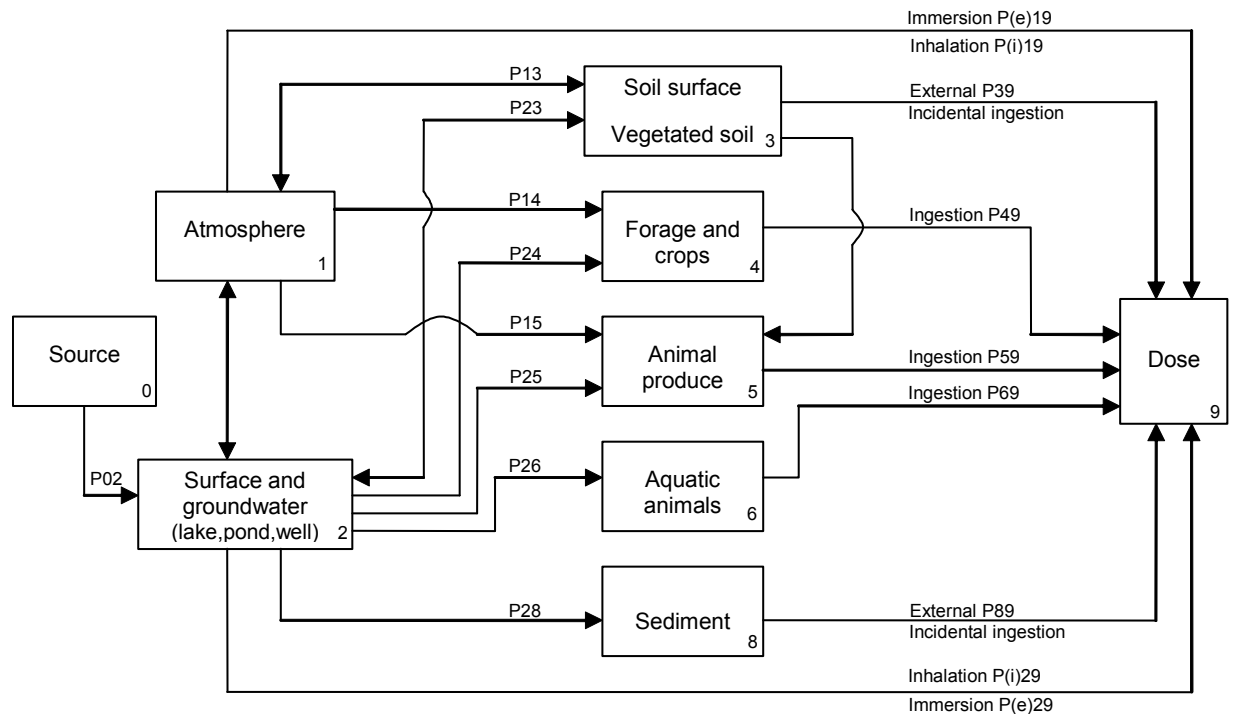 Immersion P(e)19
Inhalation P(i)19
P13
Soil surface
External P39
P23
Incidental ingestion
Vegetated soil
3
P14
Ingestion P49
Atmosphere
Forage and
crops
1
P24
4
Source
P15
Animal
produce
Ingestion P59
Dose
0
P25
5
Ingestion P69
9
P02
Surface and
groundwater
(lake,pond,well)
2
P26
Aquatic
animals
6
P28
Sediment
External P89
Incidental ingestion
8
Inhalation P(i)29
Immersion P(e)29